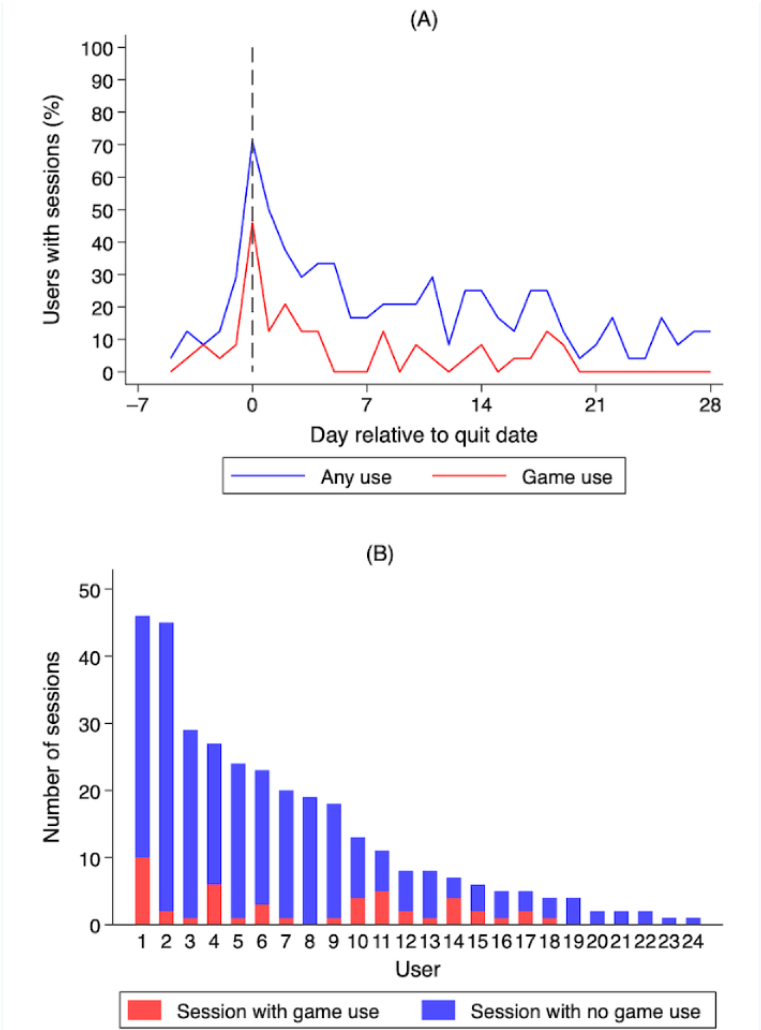 (A)
Users with sessions (%)
100
90
80
70
60
50
40
30
20
10
0
−7 0 7 14 21 28
Day relative to quit date
Any use Game use
(B)
Number of sessions
50
40
30
20
10
0
1 2 3 4 5 6 7 8 9 10 11 12 13 14 15 16 17 18 19 20 21 22 23 24
User
Session with game use Session with no game use